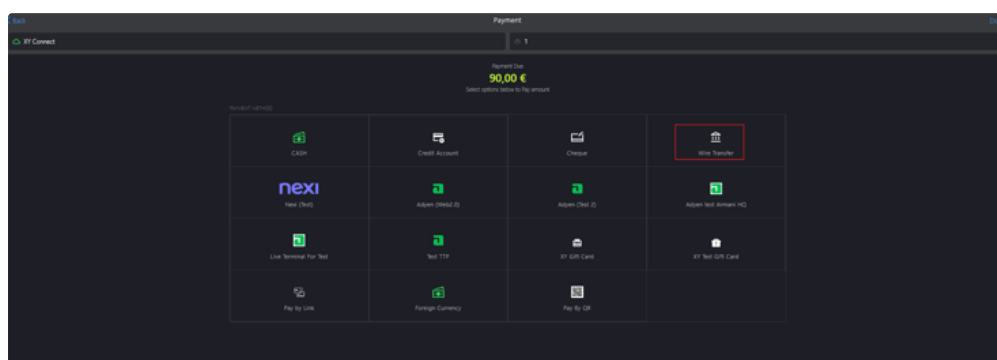 Back
Payment
XY Connect
1
Payment Due
90,00 €
Select options below to Pay amount
PAYMENT METHOD
CASH
Credit Account
Cheque
Wire Transfer
nexi
Nexi (Test)
Adyen (Web2.0)
Adyen (Test 2)
Adyen test Armani HQ
Live Terminal For Test
Test TTP
XY Gift Card
XY Test Gift Card
Pay by Link
Foreign Currency
Pay By QR